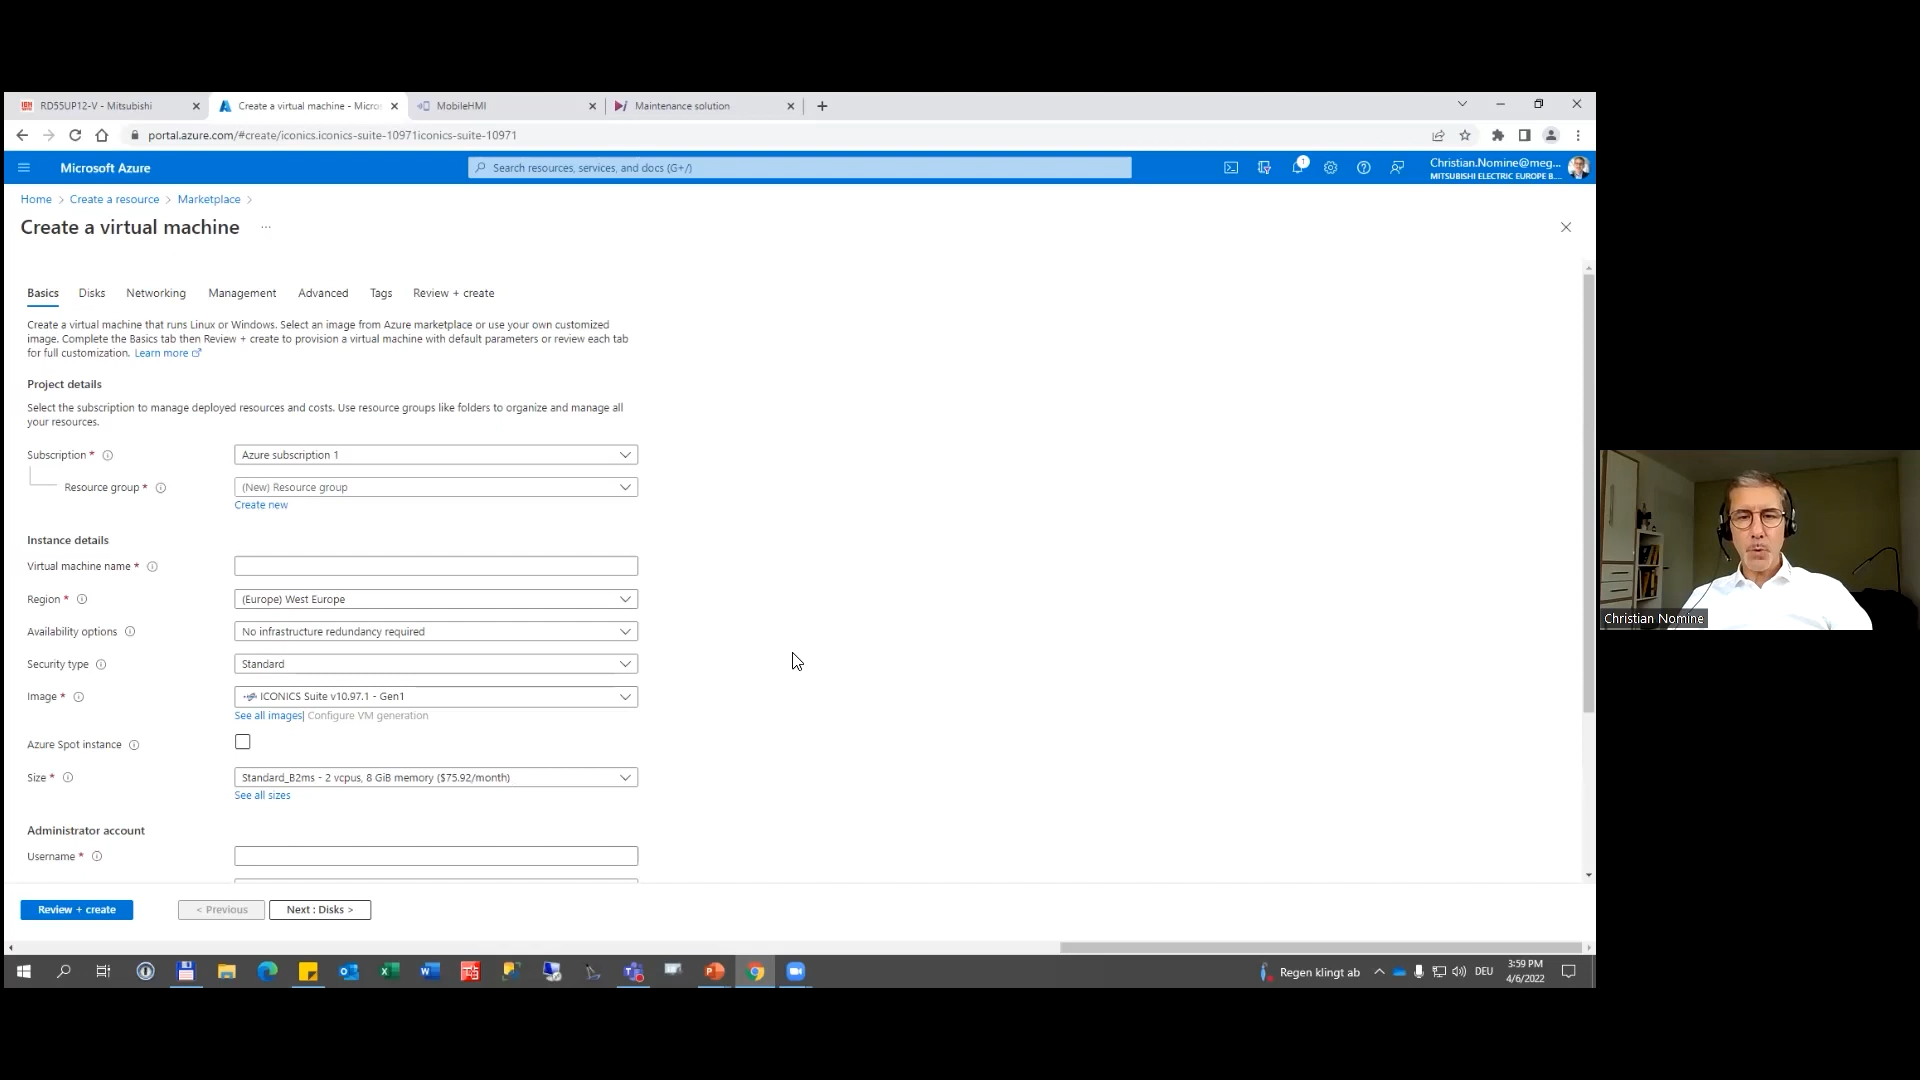 RD55UP12-V - Mitsubishi
Create a virtual machine - Micros
MobileHMI
Maintenance solution
portal.azure.com/#create/iconics.iconics-suite-10971iconics-suite-10971
Microsoft Azure
Search resources, services, and docs (G+/)
1
Christian.Nomine@meg...
MITSUBISHI ELECTRIC EUROPE B....
Home > Create a resource > Marketplace >
Create a virtual machine ...
Basics Disks Networking Management Advanced Tags Review + create
Create a virtual machine that runs Linux or Windows. Select an image from Azure marketplace or use your own customized
image. Complete the Basics tab then Review + create to provision a virtual machine with default parameters or review each tab
for full customization. Learn more
Project details
Select the subscription to manage deployed resources and costs. Use resource groups like folders to organize and manage all
your resources.
Subscription * Azure subscription 1
Resource group * (New) Resource group
Create new
Instance details
Virtual machine name *
Region * (Europe) West Europe
Availability options No infrastructure redundancy required
Security type Standard
Image * ICONICS Suite v10.97.1 - Gen1
See all images| Configure VM generation
Azure Spot instance
Size * Standard_B2ms - 2 vcpus, 8 GiB memory ($75.92/month)
See all sizes
Administrator account
Username *
Review + create < Previous Next : Disks >
Christian Nomine
Regen klingt ab
DEU
3:59 PM
4/6/2022